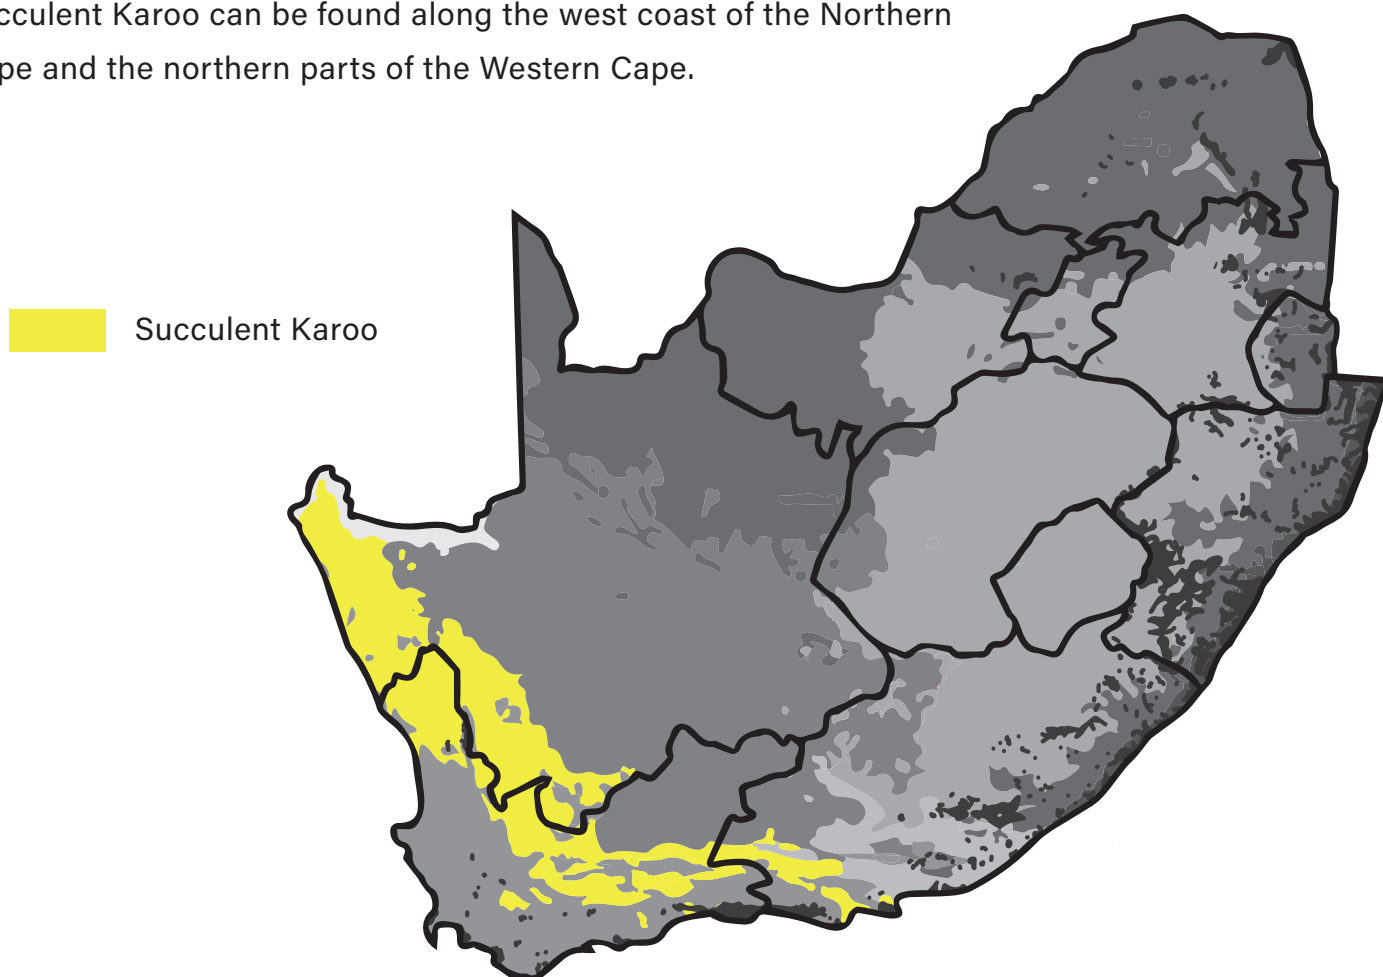 cculent Karoo can be found along the west coast of the Northern
pe and the northern parts of the Western Cape.
Succulent Karoo